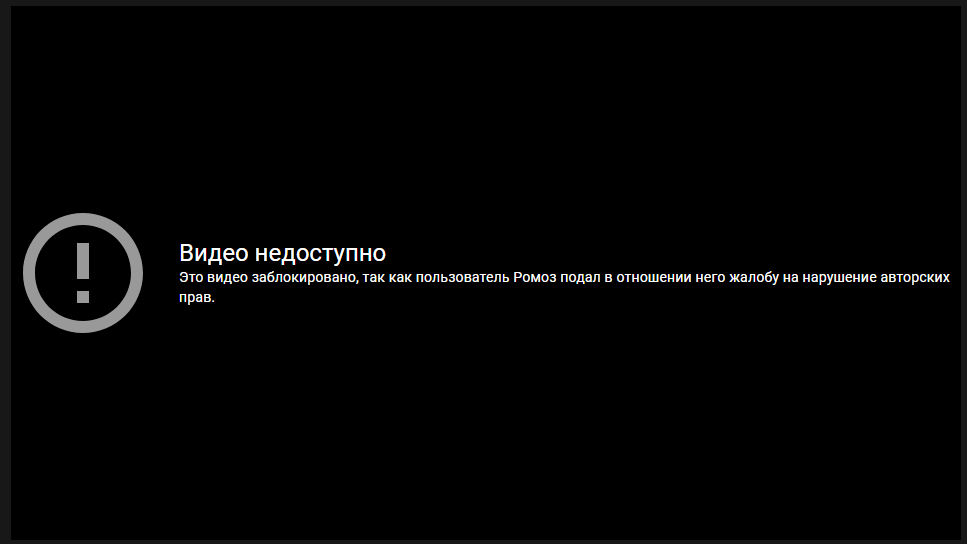 Видео недоступно
Это видео заблокировано, так как пользователь Ромоз подал в отношении него жалобу на нарушение авторских
прав.